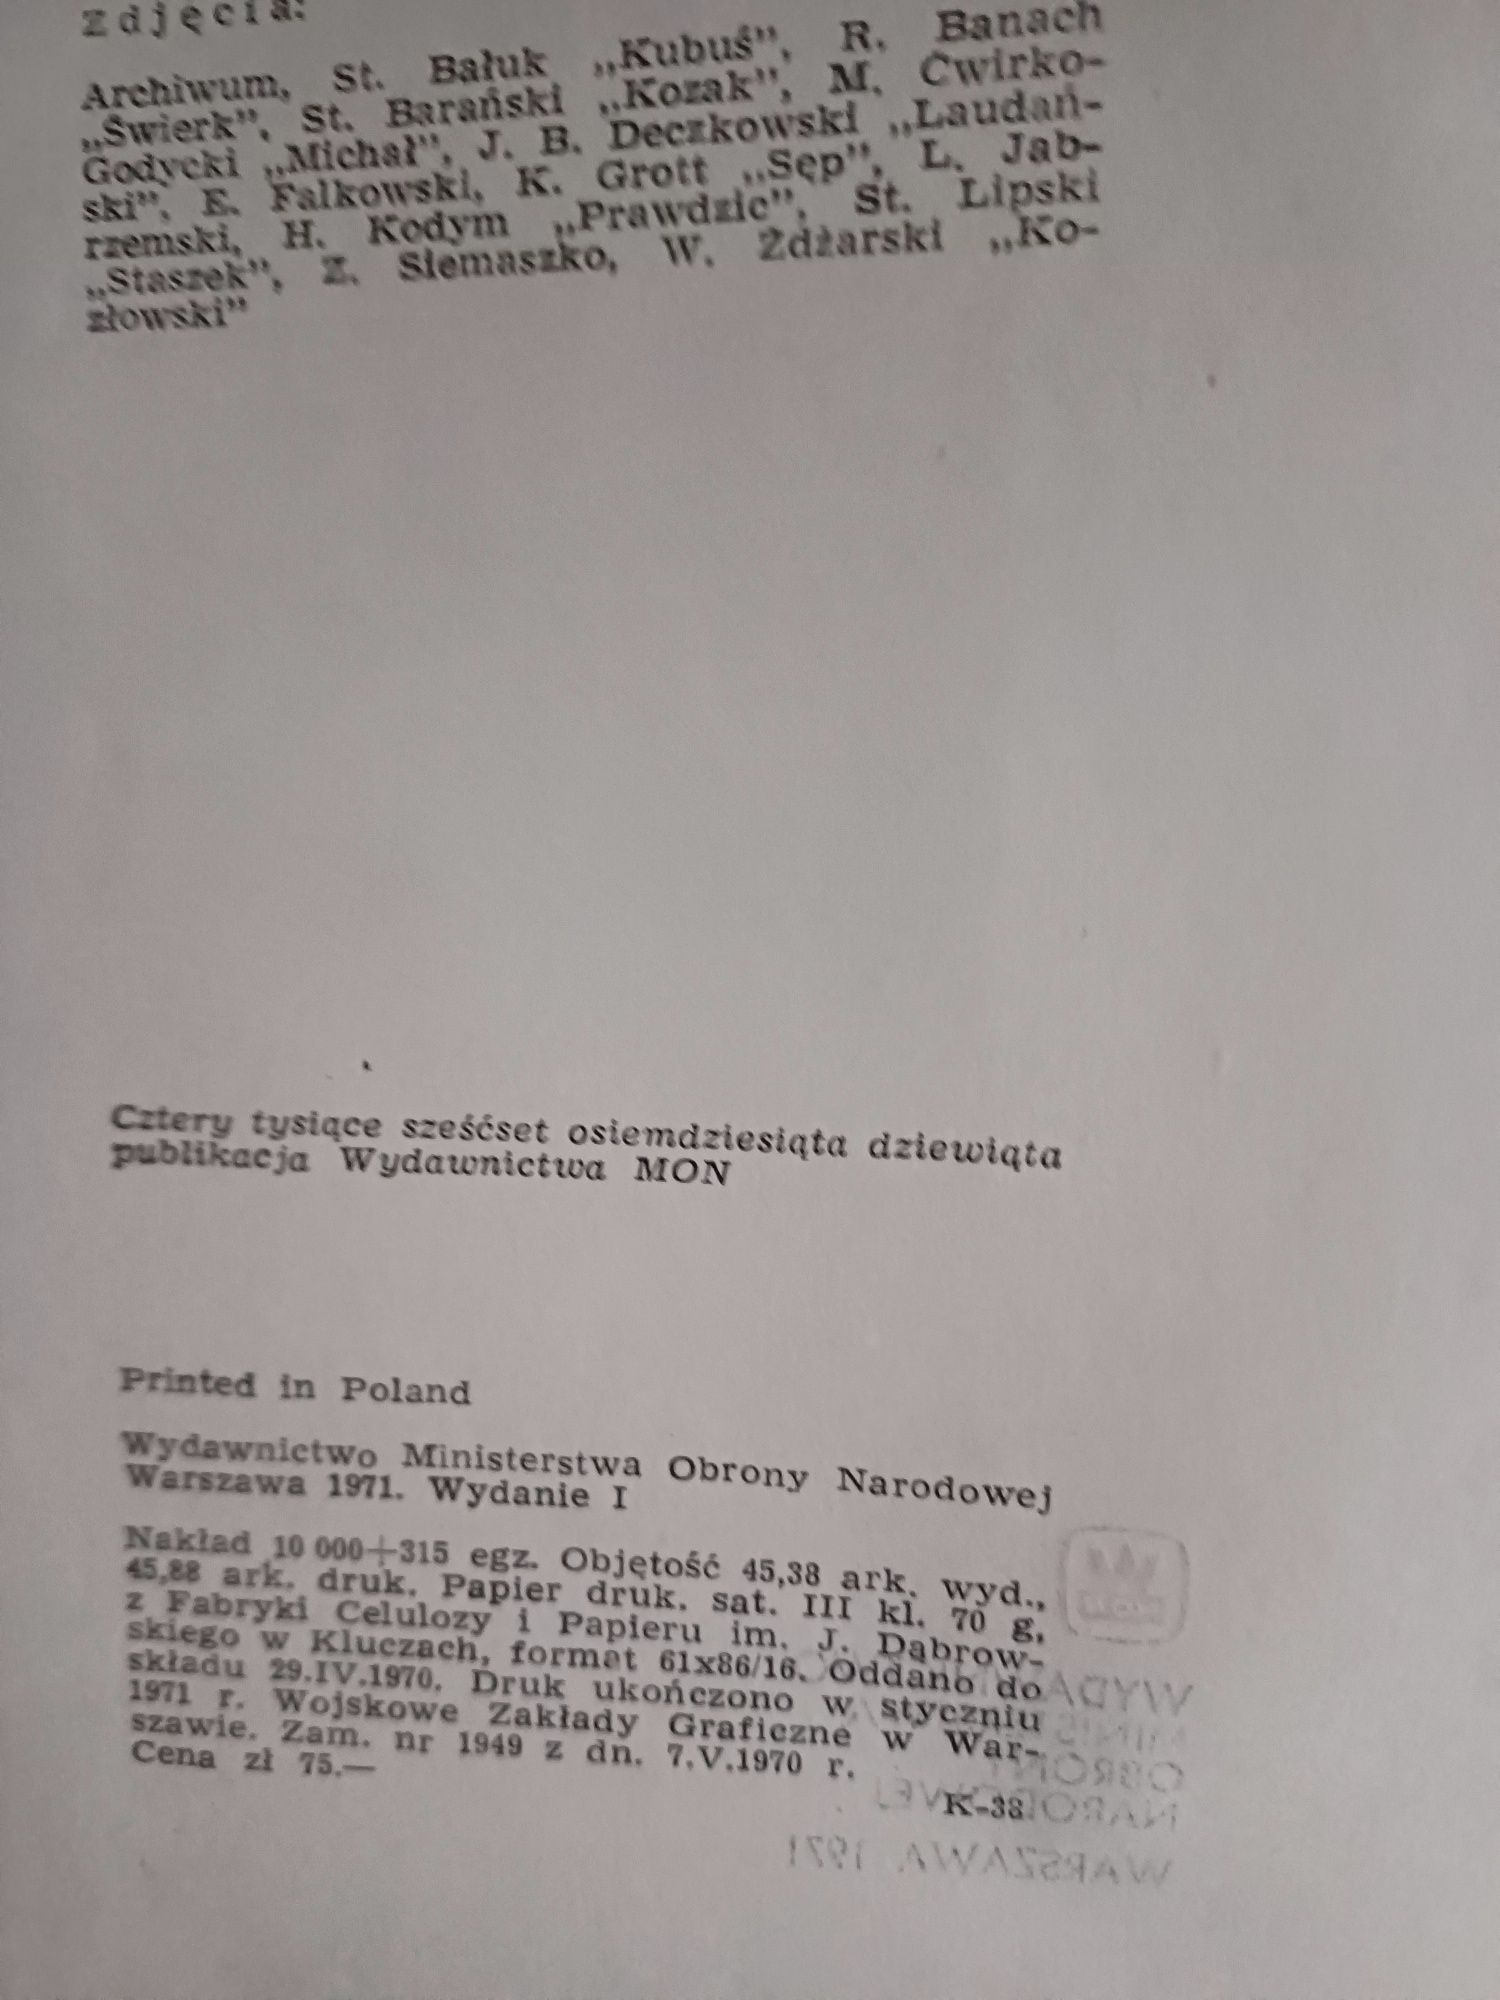 zdjęcia:
Archiwum, St. Bałuk „Kubuś”, R. Banach
„Świerk”, St. Barański „Kozak”, M. Ćwirko-
Godycki „Michał”, J. B. Deczkowski „Laudań-
ski”, E. Falkowski, K. Grott „Sęp”, L. Jab-
rzemski, H. Kodym „Prawdzic”, St. Lipski
„Staszek”, Z. Siemaszko, W. Żdżarski „Ko-
złowski”
Cztery tysiące sześćset osiemdziesiąta dziewiąta
publikacja Wydawnictwa MON
Printed in Poland
Wydawnictwo Ministerstwa Obrony Narodowej
Warszawa 1971. Wydanie I
Nakład 10 000+315 egz. Objętość 45,38 ark. wyd.,
45,88 ark. druk. Papier druk. sat. III kl. 70 g,
z Fabryki Celulozy i Papieru im. J. Dąbrow-
skiego w Kluczach, format 61x86/16. Oddano do
składu 29.IV.1970. Druk ukończono w styczniu
1971 r. Wojskowe Zakłady Graficzne w War-
szawie. Zam. nr 1949 z dn. 7.V.1970 r.
Cena zł 75.—
K-38
WARSZAWA 1971